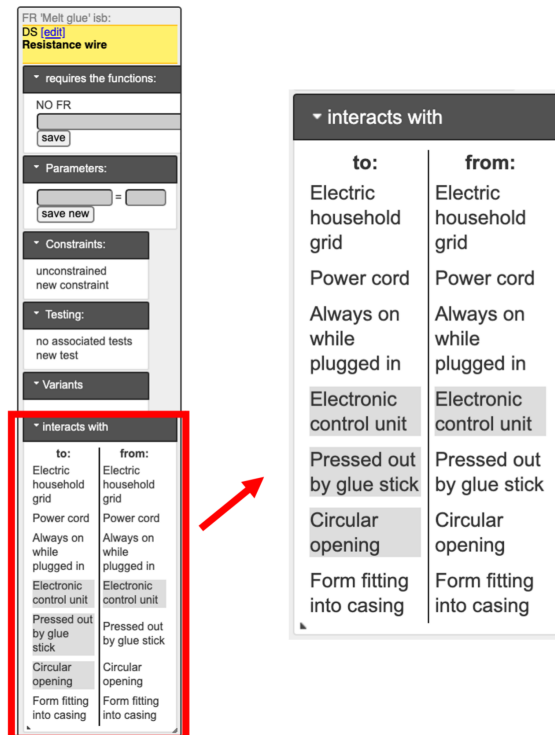 FR 'Melt glue' isb:
DS [edit]
Resistance wire
requires the functions:
NO FR
save
Parameters:
=
save new
Constraints:
unconstrained
new constraint
Testing:
no associated tests
new test
Variants
interacts with
to: from:
Electric Electric
household household
grid grid
Power cord Power cord
Always on Always on
while while
plugged in plugged in
Electronic Electronic
control unit control unit
Pressed out Pressed out
by glue by glue stick
stick
Circular Circular
opening opening
Form fitting Form fitting
into casing into casing
interacts with
to: from:
Electric Electric
household household
grid grid
Power cord Power cord
Always on Always on
while while
plugged in plugged in
Electronic Electronic
control unit control unit
Pressed out Pressed out
by glue stick by glue stick
Circular Circular
opening opening
Form fitting Form fitting
into casing into casing